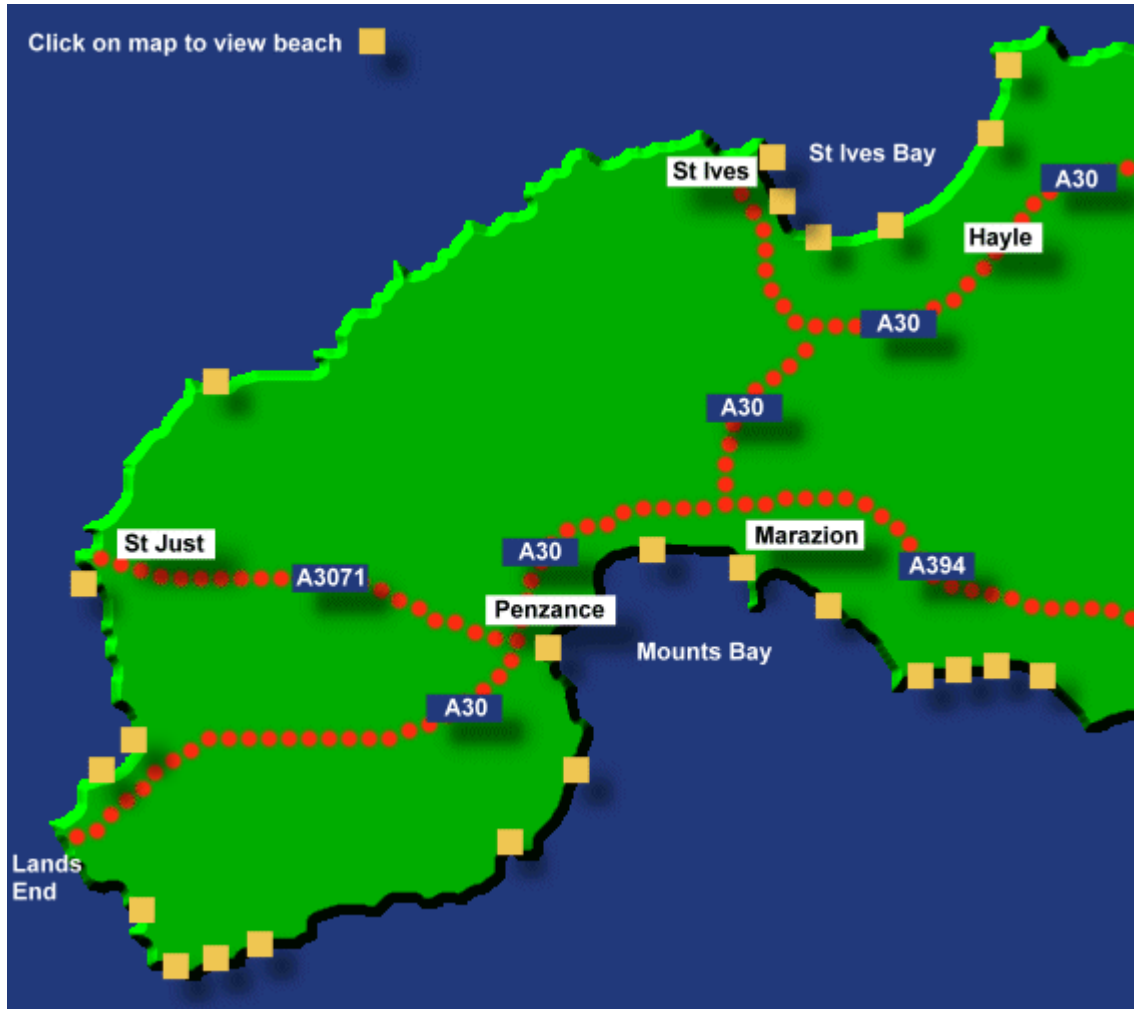 Click on map to view beach
St Ives Bay
St Ives
A30
Hayle
A30
A30
St Just
A30
Marazion
A3071
A394
Penzance
Mounts Bay
A30
Lands
End